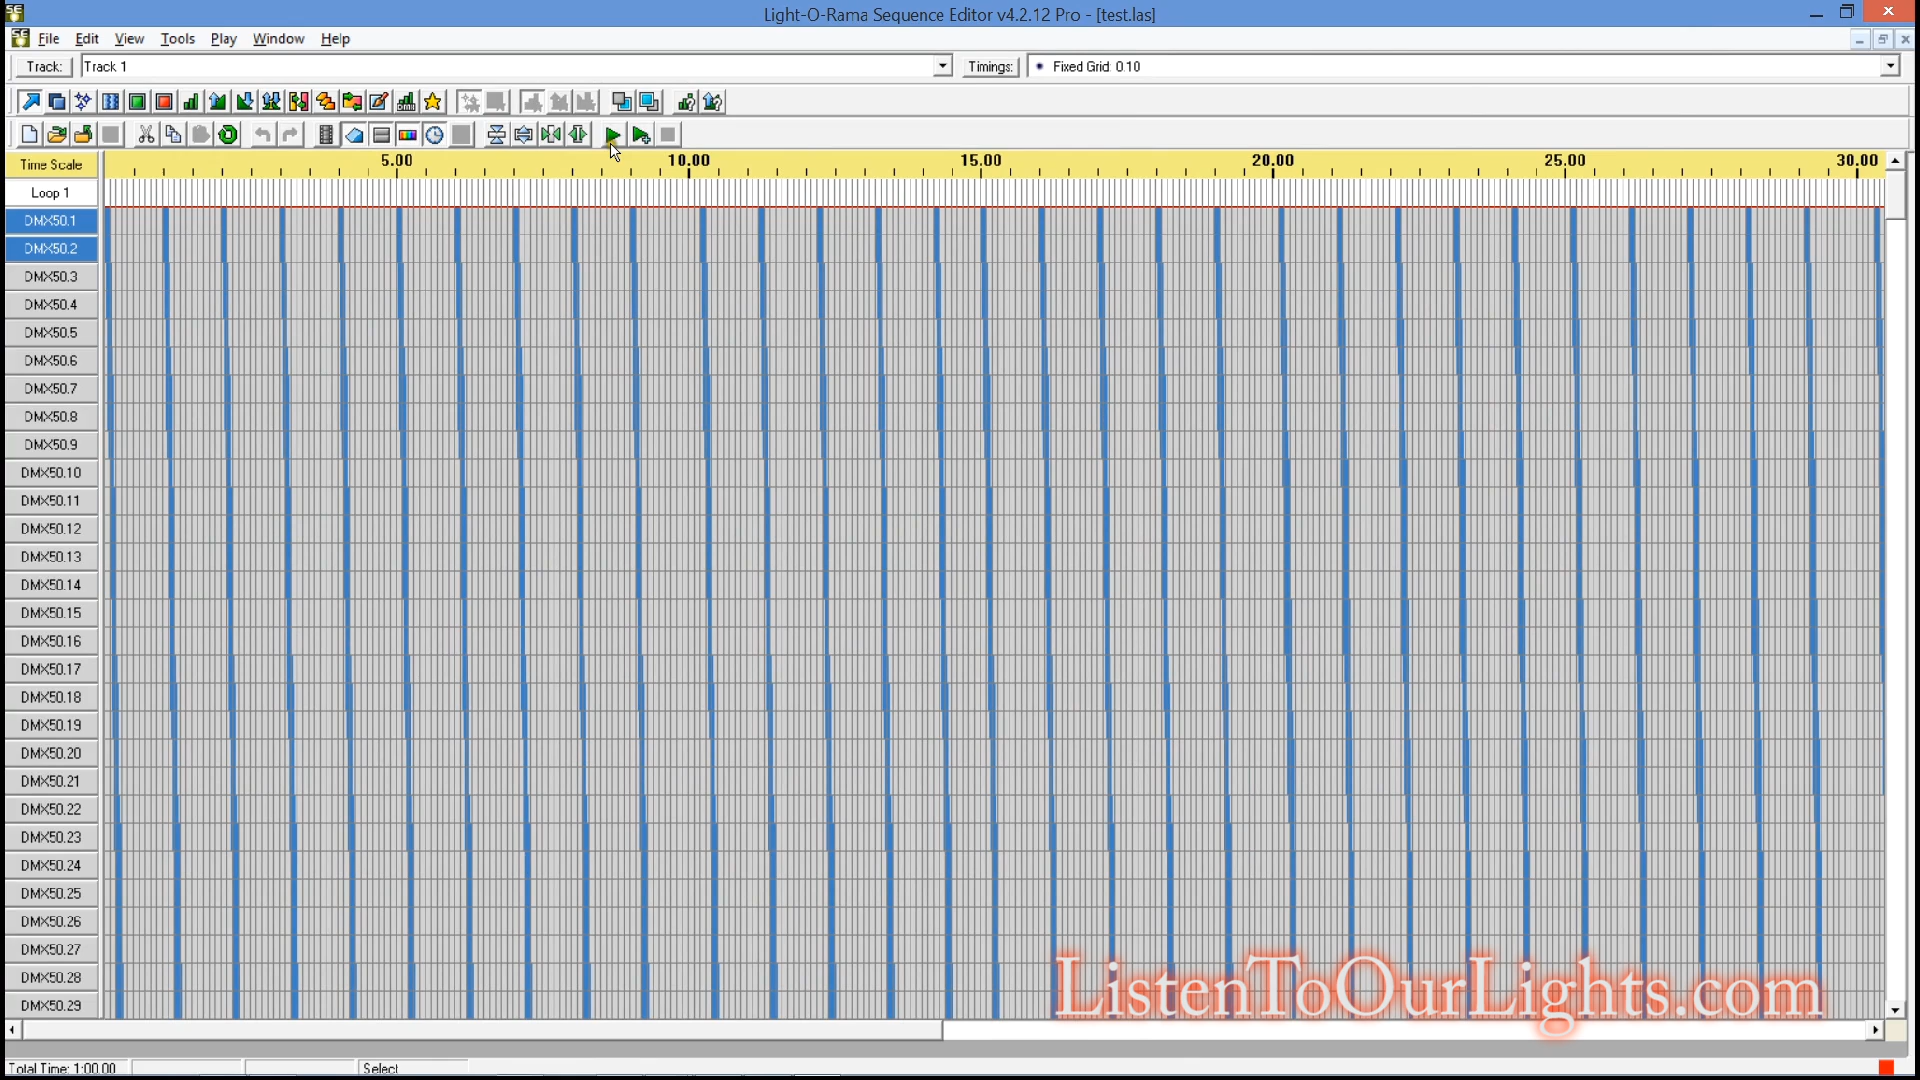 SE
Light-O-Rama Sequence Editor v4.2.12 Pro - [test.las]
SE File Edit View Tools Play Window Help
Track: Track 1 Timings: Fixed Grid: 0.10
Time Scale 5.00 10.00 15.00 20.00 25.00 30.00
Loop 1
DMX50.1
DMX50.2
DMX50.3
DMX50.4
DMX50.5
DMX50.6
DMX50.7
DMX50.8
DMX50.9
DMX50.10
DMX50.11
DMX50.12
DMX50.13
DMX50.14
DMX50.15
DMX50.16
DMX50.17
DMX50.18
DMX50.19
DMX50.20
DMX50.21
DMX50.22
DMX50.23
DMX50.24
DMX50.25
DMX50.26
DMX50.27
DMX50.28
DMX50.29
ListenToOurLights.com
Total Time: 1:00.00 Select